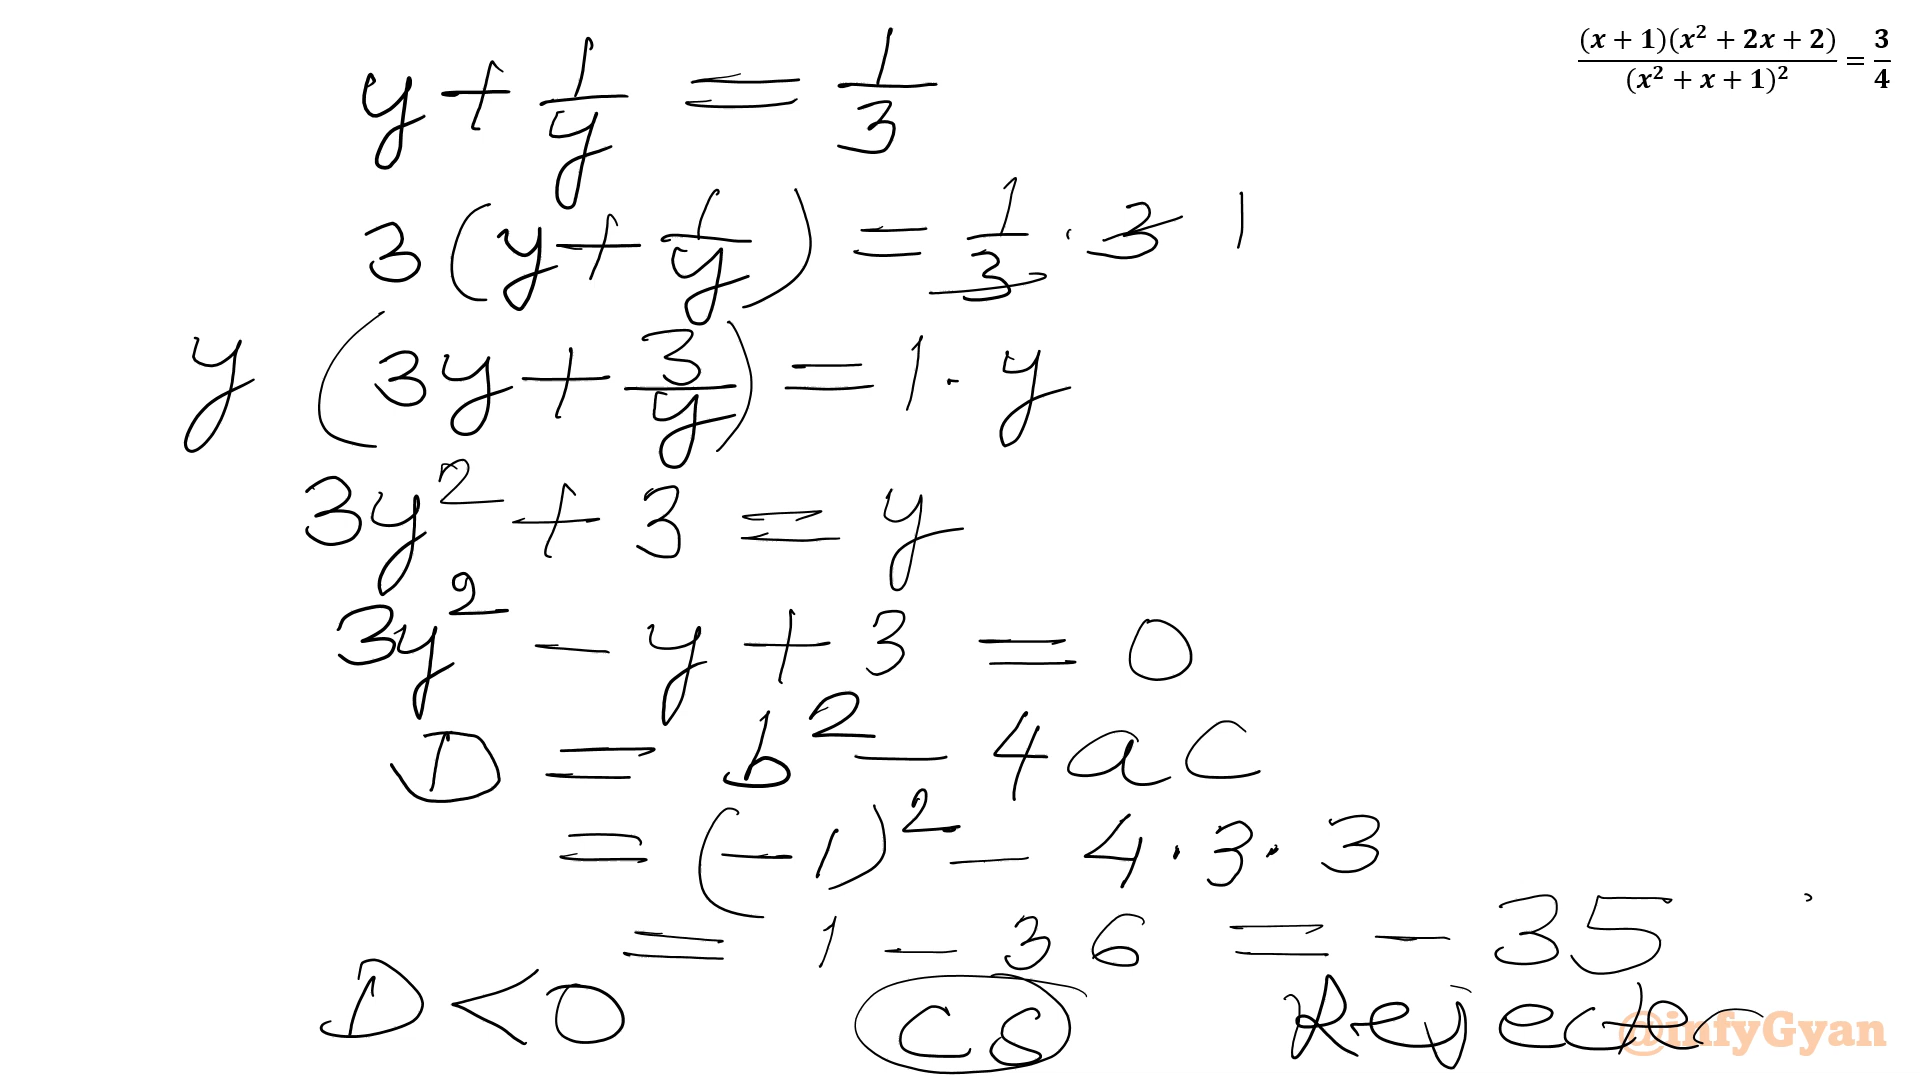 (x + 1)(x² + 2x + 2) / (x² + x + 1)² = 3/4
y + 1/y = 1/3
3(y + 1/y) = 1/3 · 3 1
y (3y + 3/y) = 1 · y
3y² + 3 = y
3y² - y + 3 = 0
D = b² - 4ac
= (-1)² - 4 · 3 · 3
= 1 - 36 = -35
D < 0 CS
@infyGyan